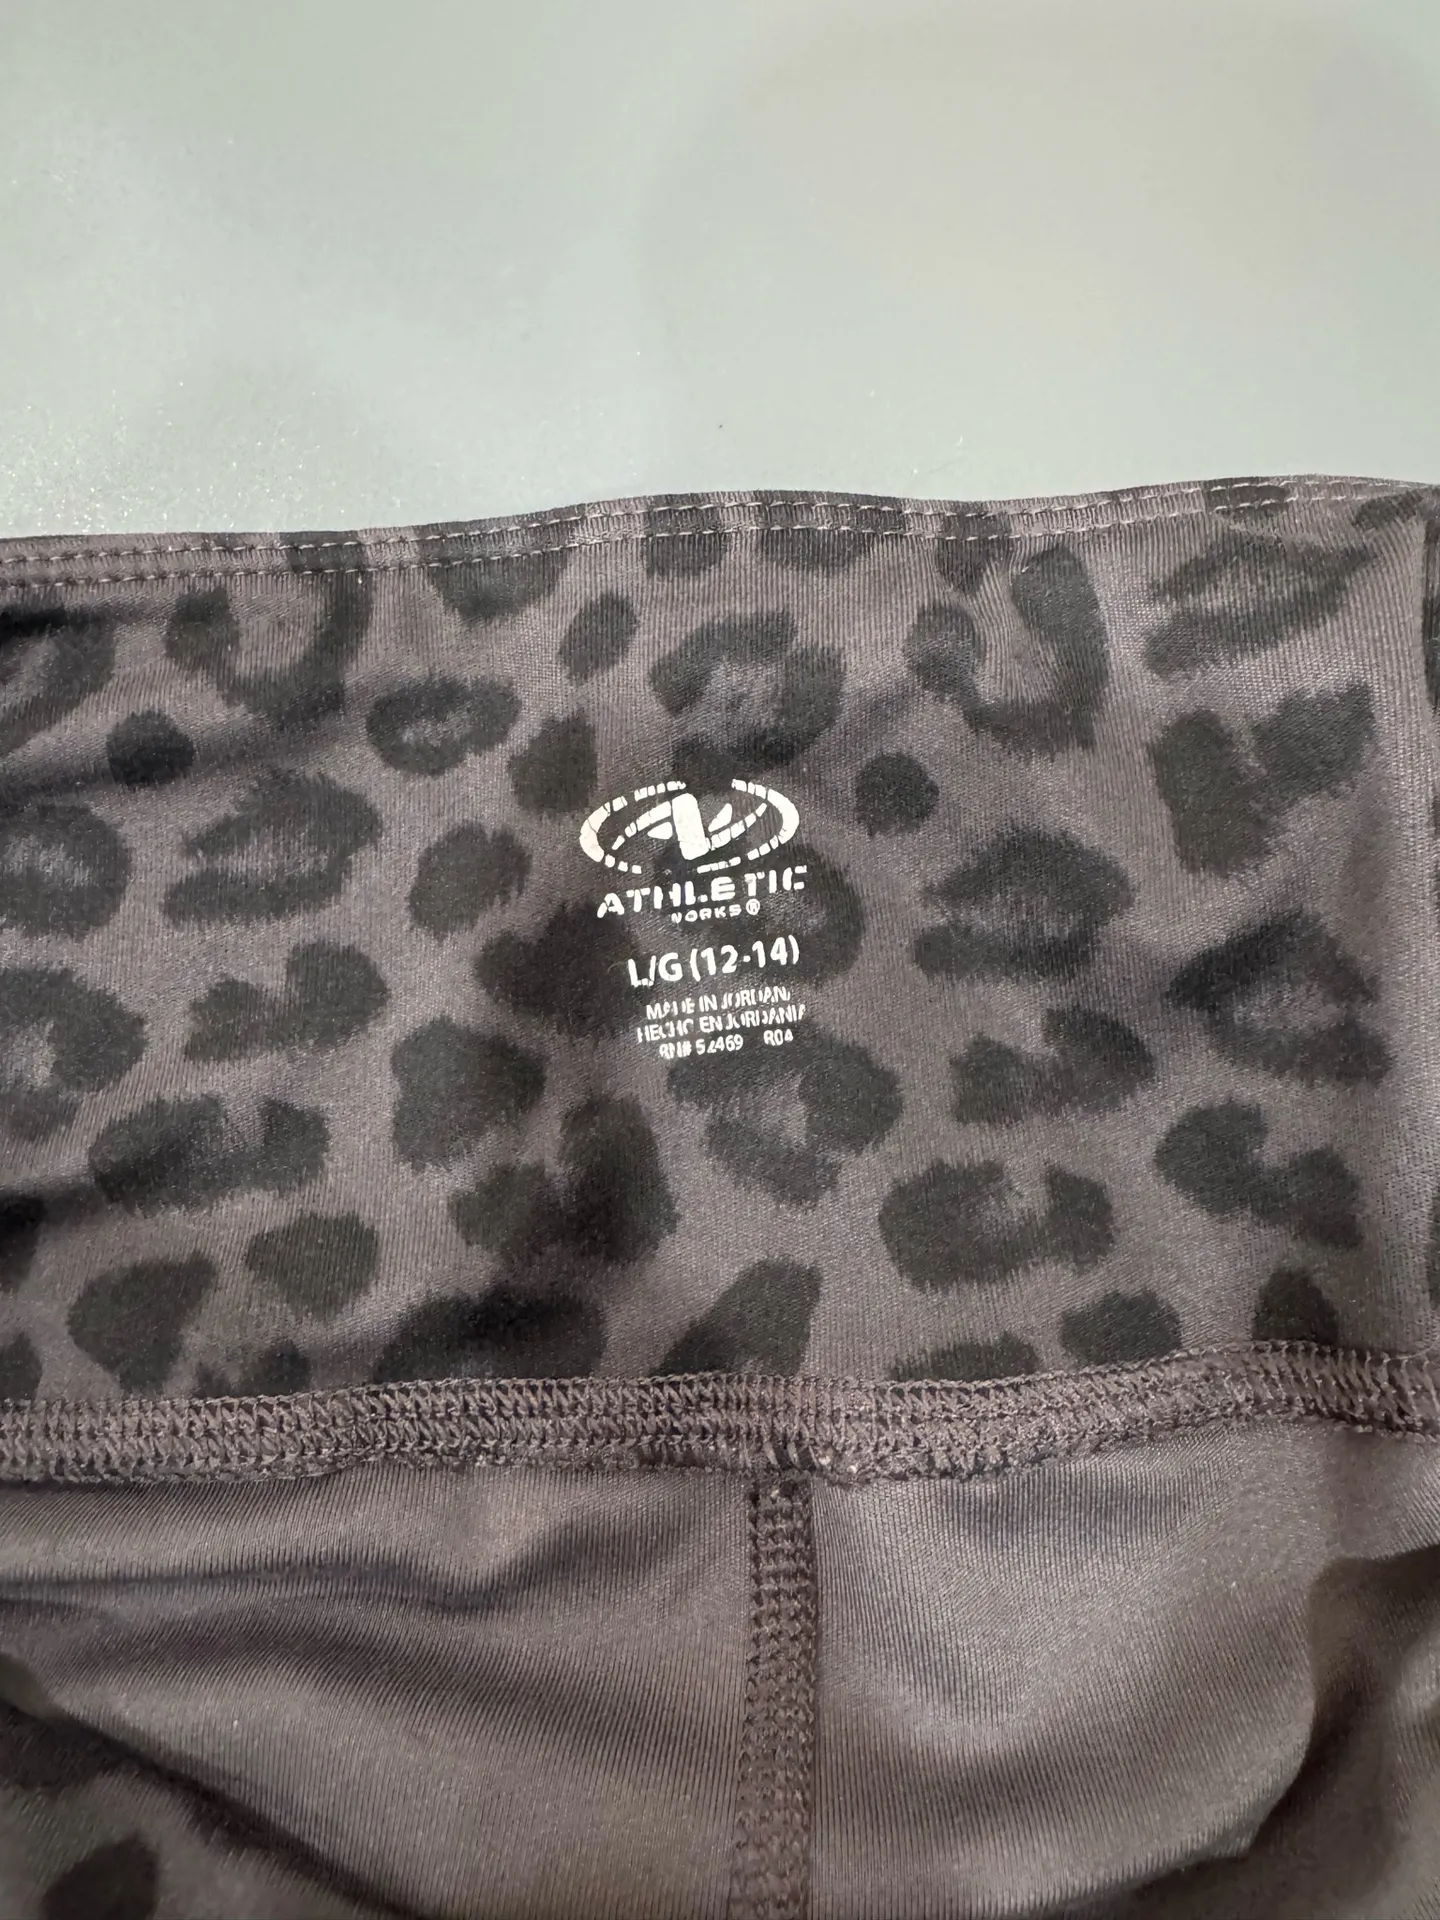 ATHLETIC
WORKS®
L/G (12-14)
MADE IN JORDAN
HECHO EN JORDANIA
RN# 52469 R04